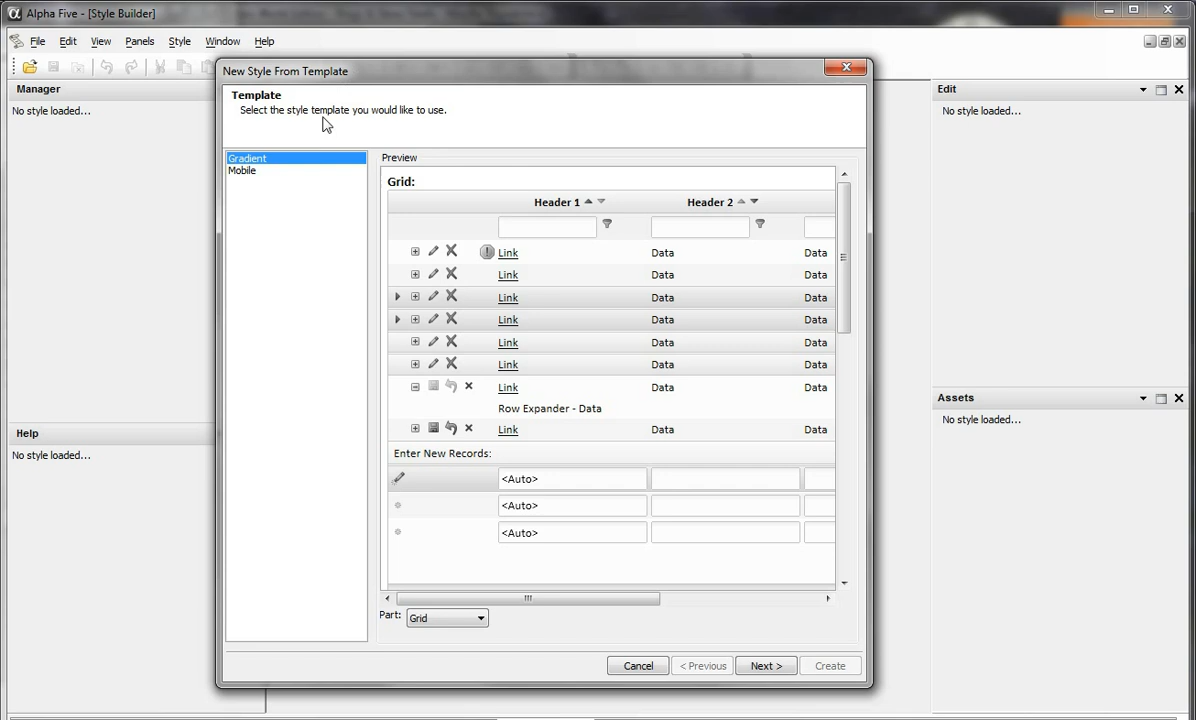 Alpha Five - [Style Builder]
File Edit View Panels Style Window Help
Manager
No style loaded...
Help
No style loaded...
New Style From Template
Template
Select the style template you would like to use.
Gradient
Mobile
Preview
Grid:
Header 1 Header 2
Link Data Data
Link Data Data
Link Data Data
Link Data Data
Link Data Data
Link Data Data
Link Data Data
Row Expander - Data
Link Data Data
Enter New Records:
<Auto>
<Auto>
<Auto>
Part: Grid
Cancel < Previous Next > Create
Edit
No style loaded...
Assets
No style loaded...